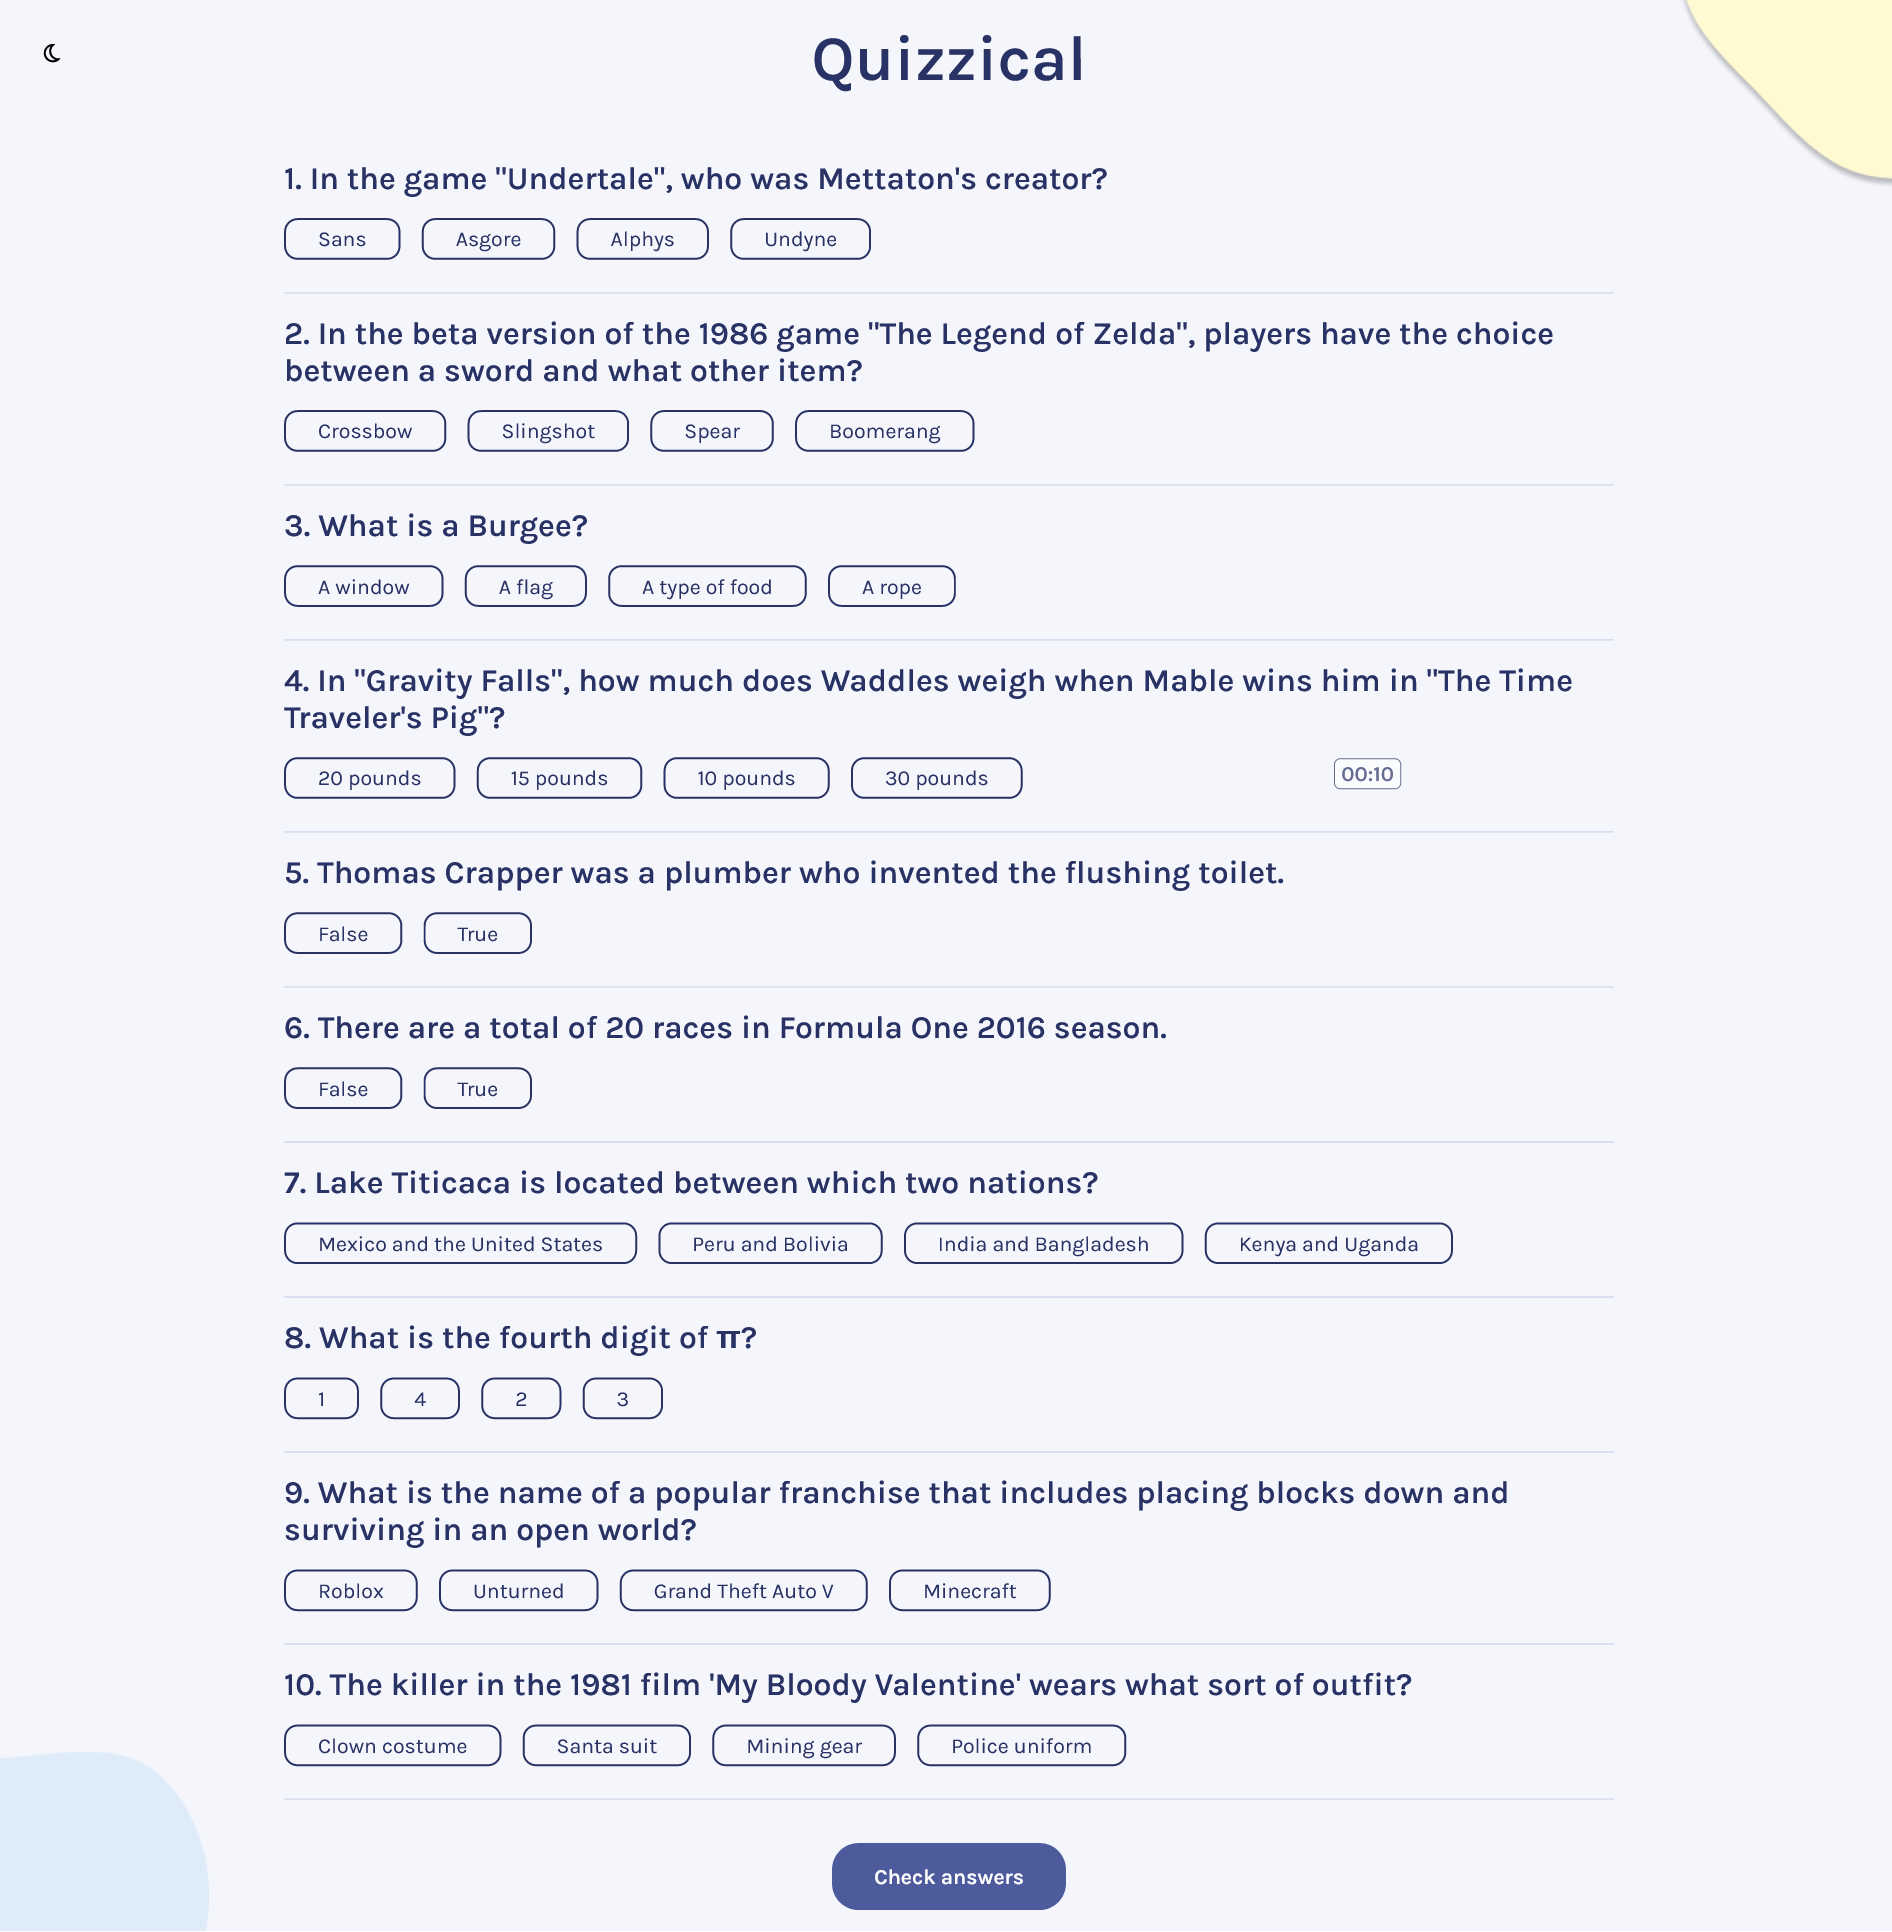 Quizzical
1. In the game "Undertale", who was Mettaton's creator?
Sans Asgore Alphys Undyne
2. In the beta version of the 1986 game "The Legend of Zelda", players have the choice
between a sword and what other item?
Crossbow Slingshot Spear Boomerang
3. What is a Burgee?
A window A flag A type of food A rope
4. In "Gravity Falls", how much does Waddles weigh when Mable wins him in "The Time
Traveler's Pig"?
20 pounds 15 pounds 10 pounds 30 pounds 00:10
5. Thomas Crapper was a plumber who invented the flushing toilet.
False True
6. There are a total of 20 races in Formula One 2016 season.
False True
7. Lake Titicaca is located between which two nations?
Mexico and the United States Peru and Bolivia India and Bangladesh Kenya and Uganda
8. What is the fourth digit of π?
1 4 2 3
9. What is the name of a popular franchise that includes placing blocks down and
surviving in an open world?
Roblox Unturned Grand Theft Auto V Minecraft
10. The killer in the 1981 film 'My Bloody Valentine' wears what sort of outfit?
Clown costume Santa suit Mining gear Police uniform
Check answers